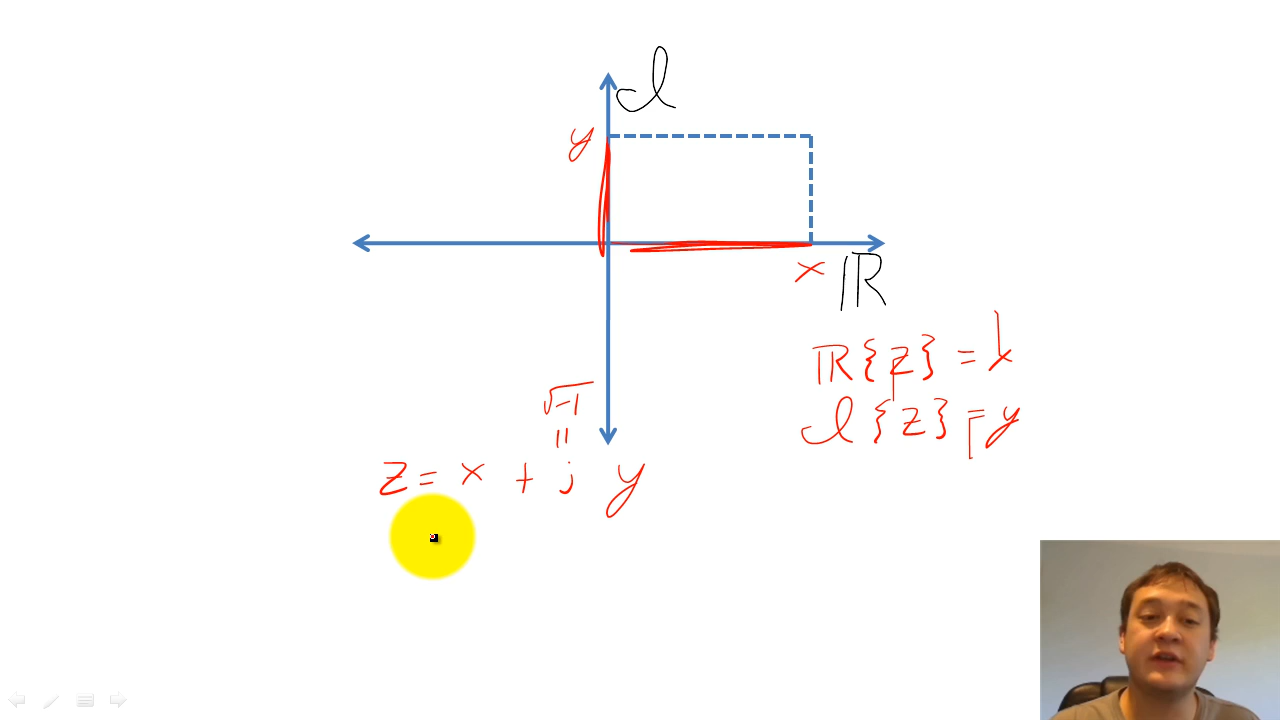 ℐ
y
x
ℝ
ℝ{z} = x
ℐ{z} = y
√-1
=
z = x + j y